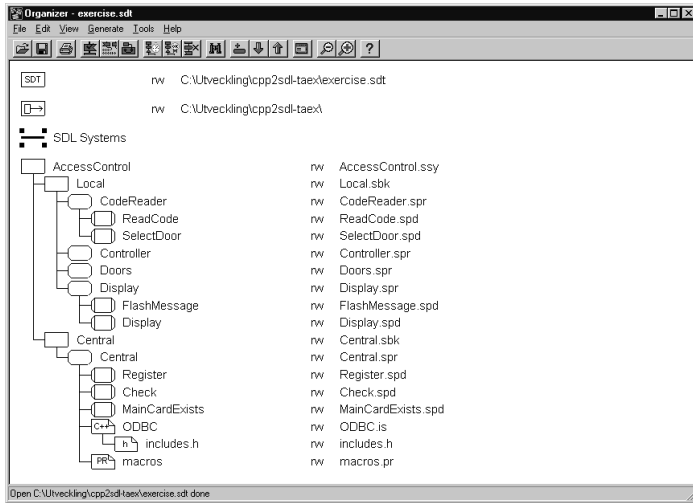 Organizer - exercise.sdt
File Edit View Generate Tools Help
SDT rw C:\Utveckling\cpp2sdl-taex\exercise.sdt
rw C:\Utveckling\cpp2sdl-taex\
SDL Systems
AccessControl rw AccessControl.ssy
Local rw Local.sbk
CodeReader rw CodeReader.spr
ReadCode rw ReadCode.spd
SelectDoor rw SelectDoor.spd
Controller rw Controller.spr
Doors rw Doors.spr
Display rw Display.spr
FlashMessage rw FlashMessage.spd
Display rw Display.spd
Central rw Central.sbk
Central rw Central.spr
Register rw Register.spd
Check rw Check.spd
MainCardExists rw MainCardExists.spd
C++ ODBC rw ODBC.is
h includes.h rw includes.h
PR macros rw macros.pr
Open C:\Utveckling\cpp2sdl-taex\exercise.sdt done